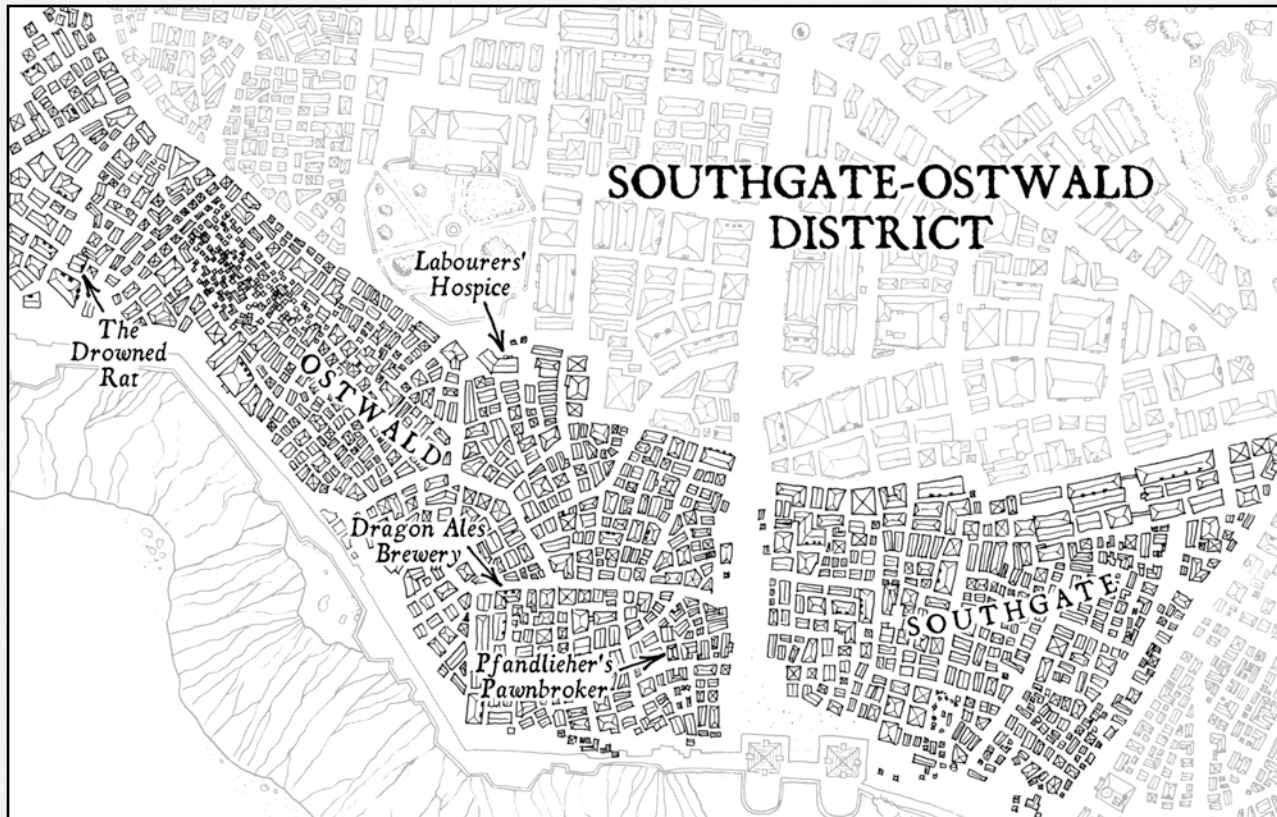 SOUTHGATE-OSTWALD
DISTRICT
Labourers'
Hospice
The
Drowned
Rat
OSTWALD
Dragon Ales
Brewery
SOUTHGATE
Pfandlieher's
Pawnbroker